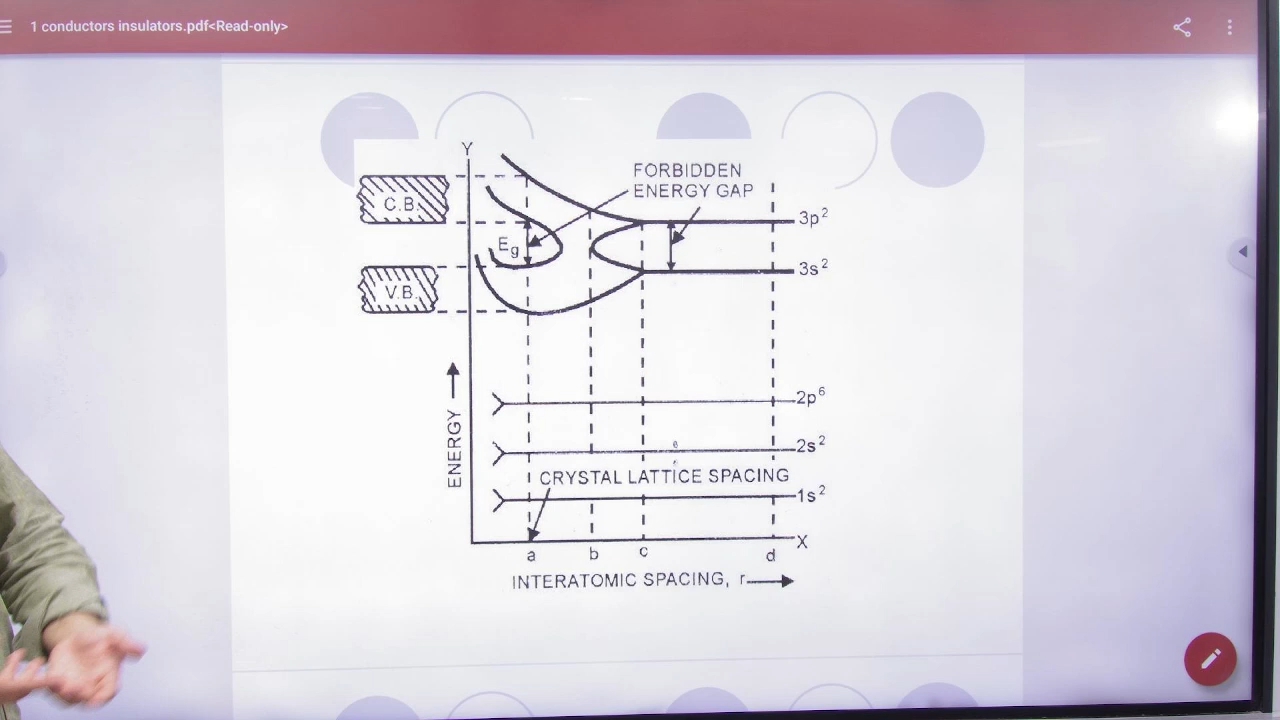 1 conductors insulators.pdf<Read-only>
Y
FORBIDDEN
ENERGY GAP
C.B.
3p²
Eg
3s²
V.B.
2p⁶
2s²
ENERGY
CRYSTAL LATTICE SPACING
1s²
X
a b c d
INTERATOMIC SPACING, r